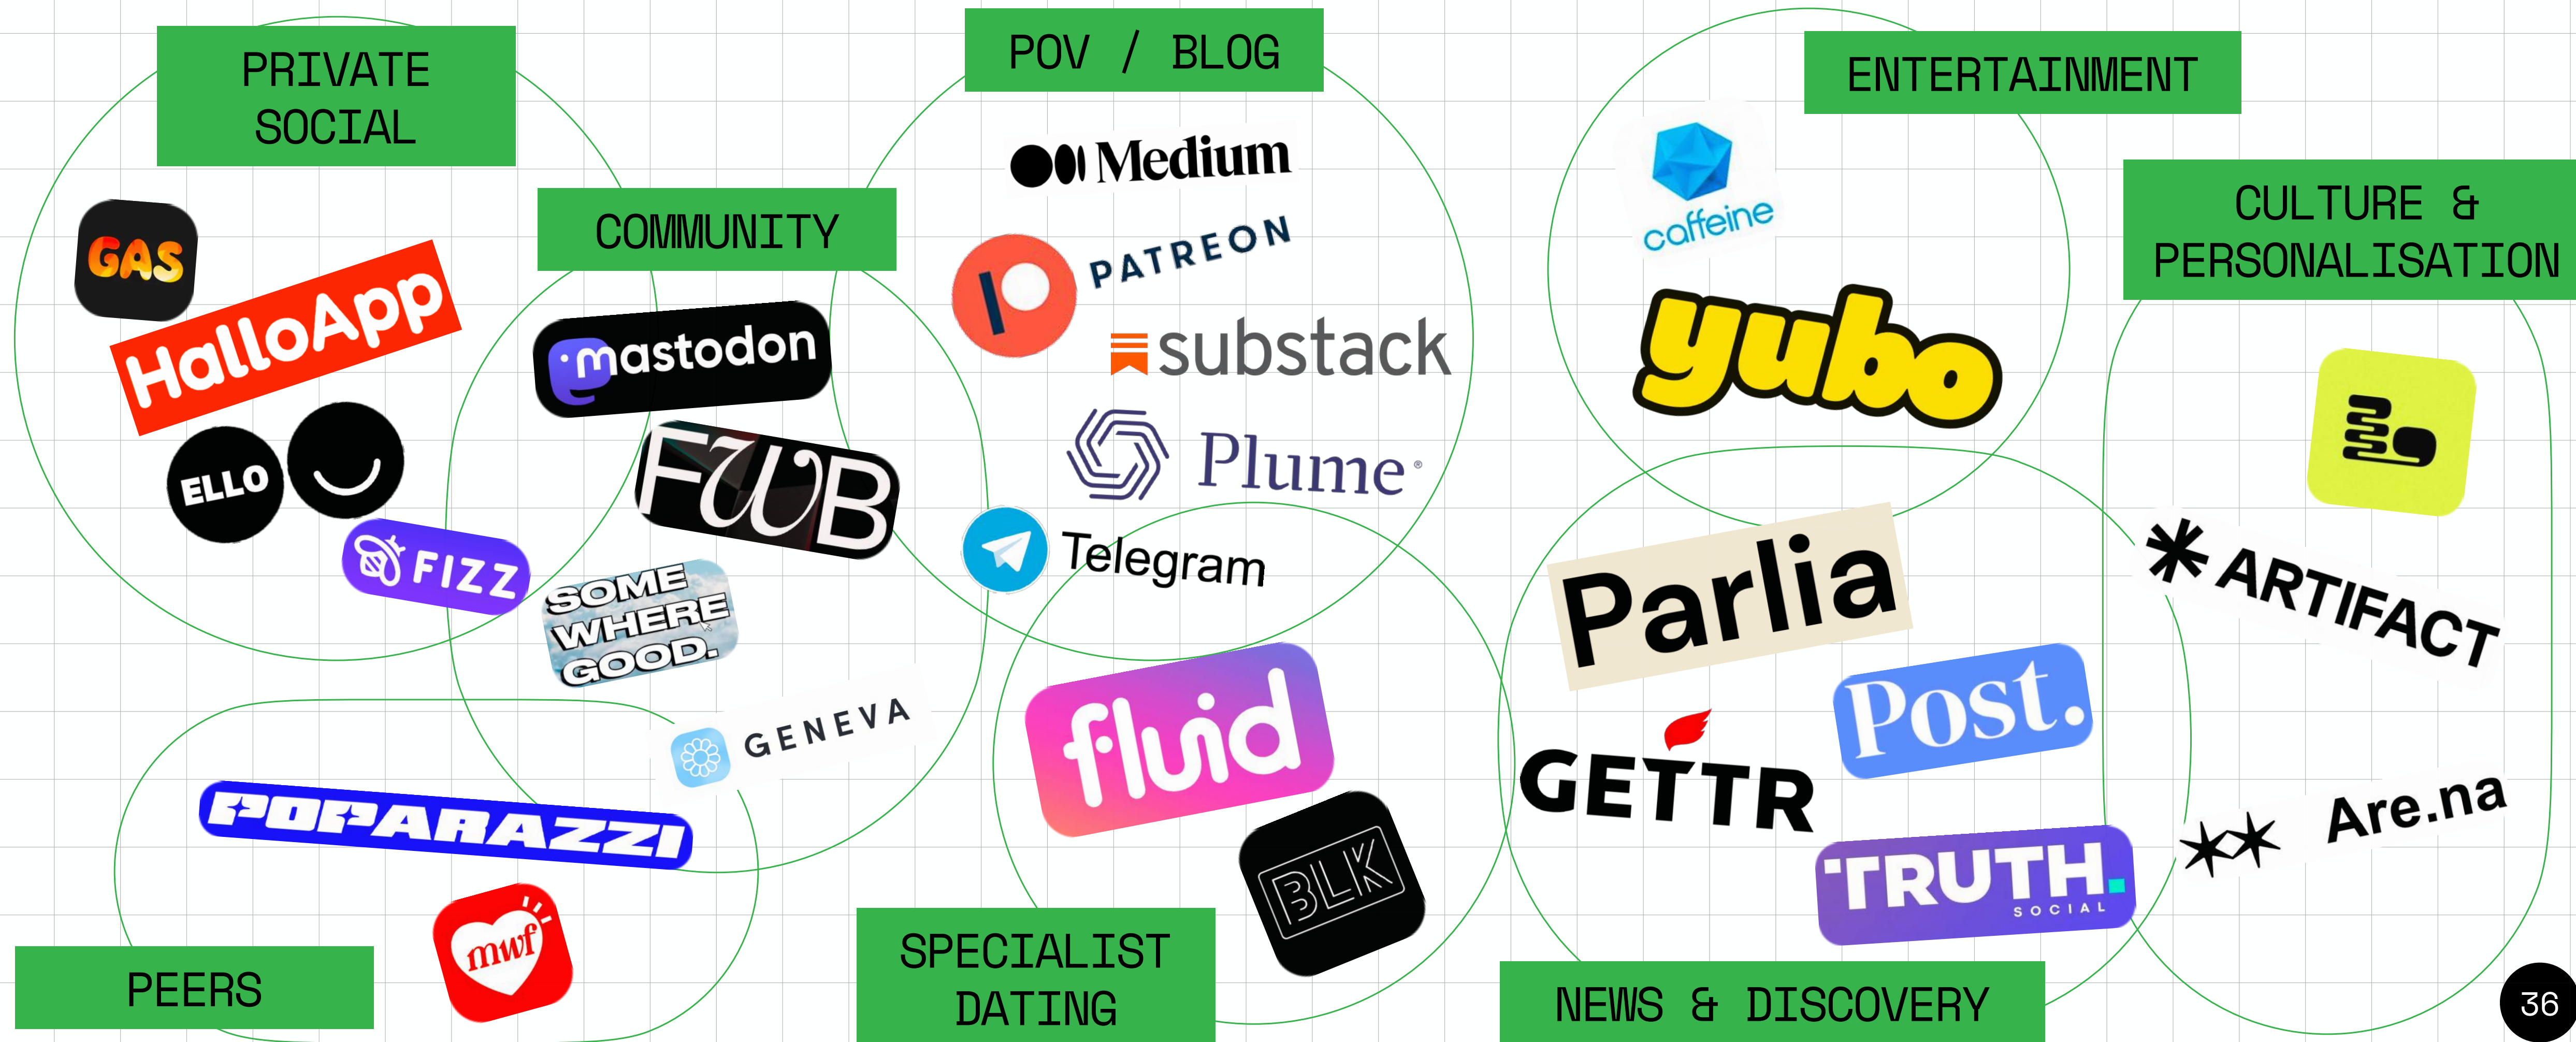 PRIVATE
SOCIAL
GAS
HalloApp
ELLO
FIZZ
COMMUNITY
mastodon
FWB
SOME
WHERE
GOOD.
GENEVA
POV / BLOG
Medium
PATREON
substack
Plume®
Telegram
ENTERTAINMENT
caffeine
yubo
CULTURE &
PERSONALISATION
ARTIFACT
Are.na
PEERS
POPARAZZI
mwf
SPECIALIST
DATING
fluid
BLK
NEWS & DISCOVERY
Parlia
Post.
GETTR
TRUTH.
SOCIAL
36